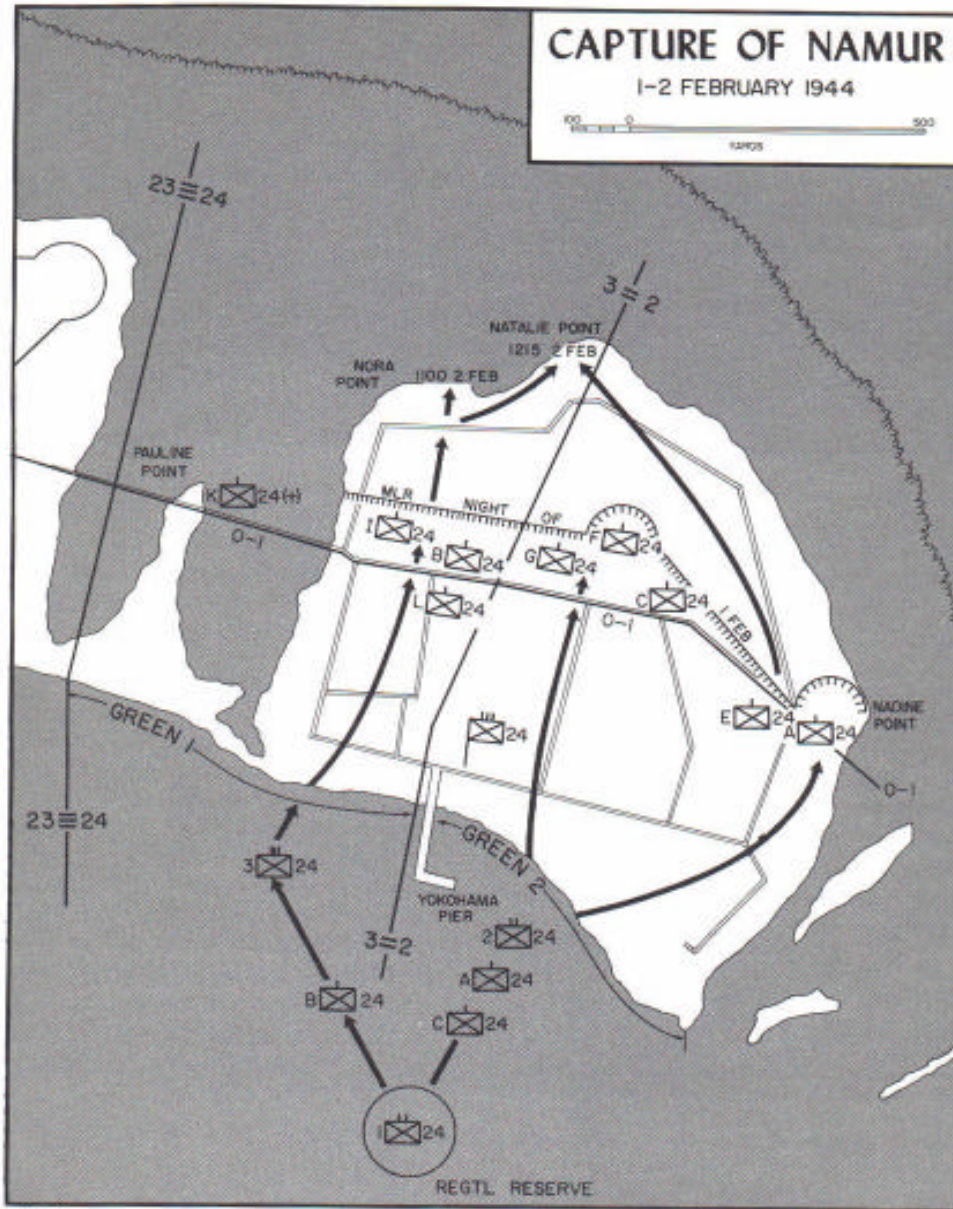 CAPTURE OF NAMUR
1-2 FEBRUARY 1944
100 0 500
YARDS
23 24
3 2
NATALIE POINT
1215 2 FEB
NORA
POINT
1100 2 FEB
PAULINE
POINT
K 24(+)
O-1
MLR NIGHT OF 1 FEB
I 24
B 24
G 24
F 24
L 24
C 24
O-1
E 24
A 24
NADINE
POINT
24
O-1
GREEN 1
23 24
3 24
GREEN 2
YOKOHAMA
PIER
3 2
2 24
A 24
B 24
C 24
1 24
REGTL RESERVE